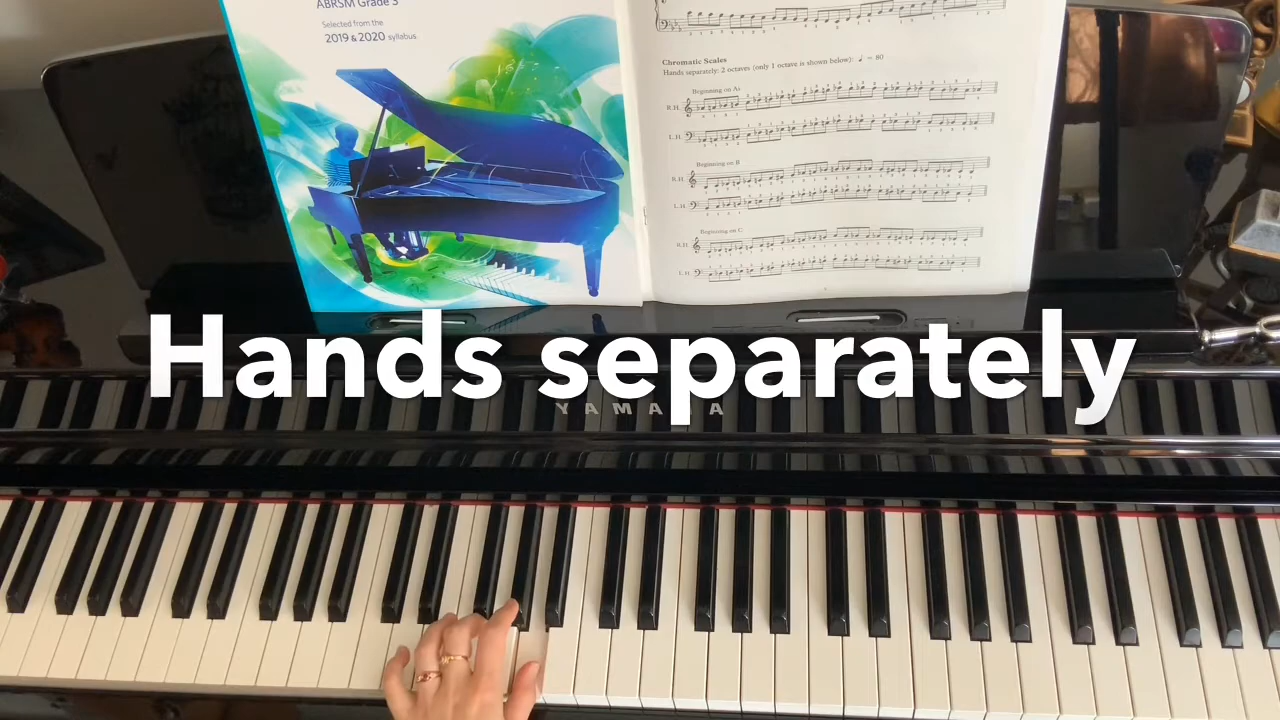 ABRSM Grade 3
Selected from the
2019 & 2020 syllabus
Chromatic Scales
Hands separately: 2 octaves (only 1 octave is shown below): ♩ = 80
Beginning on A♭
R.H.
L.H.
Beginning on B
R.H.
L.H.
Beginning on C
R.H.
L.H.
Hands separately
YAMAHA